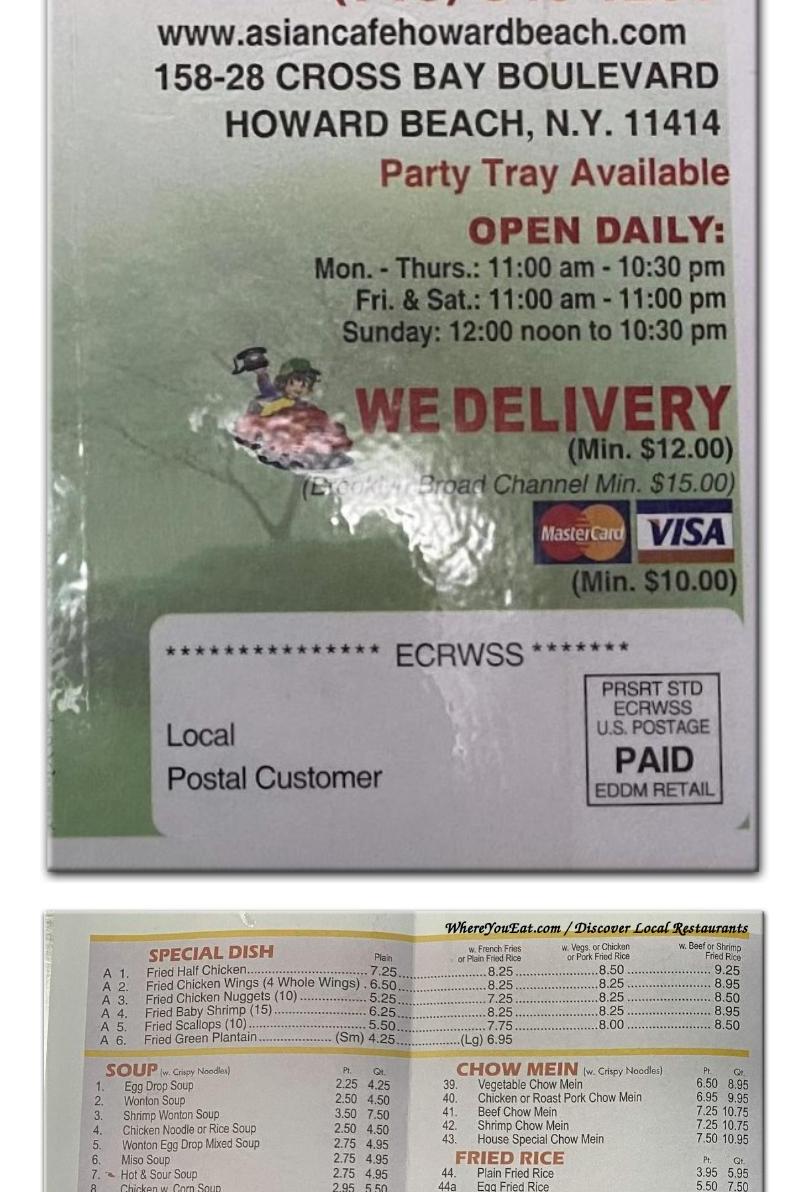 www.asiancafehowardbeach.com
158-28 CROSS BAY BOULEVARD
HOWARD BEACH, N.Y. 11414
Party Tray Available
OPEN DAILY:
Mon. - Thurs.: 11:00 am - 10:30 pm
Fri. & Sat.: 11:00 am - 11:00 pm
Sunday: 12:00 noon to 10:30 pm
WE DELIVERY
(Min. $12.00)
Broad Channel Min. $15.00)
MasterCard VISA
(Min. $10.00)
*************** ECRWSS *******
PRSRT STD
ECRWSS
U.S. POSTAGE
PAID
EDDM RETAIL
Local
Postal Customer
WhereYouEat.com / Discover Local Restaurants
SPECIAL DISH Plain w. French Fries or Plain Fried Rice w. Vegs. or Chicken or Pork Fried Rice w. Beef or Shrimp Fried Rice
A 1. Fried Half Chicken 7.25 8.25 8.50 9.25
A 2. Fried Chicken Wings (4 Whole Wings) 6.50 8.25 8.25 8.95
A 3. Fried Chicken Nuggets (10) 5.25 7.25 8.25 8.50
A 4. Fried Baby Shrimp (15) 6.25 8.25 8.25 8.95
A 5. Fried Scallops (10) 5.50 7.75 8.00 8.50
A 6. Fried Green Plantain (Sm) 4.25 (Lg) 6.95
SOUP (w. Crispy Noodles) Pt. Qt.
1. Egg Drop Soup 2.25 4.25
2. Wonton Soup 2.50 4.50
3. Shrimp Wonton Soup 3.50 7.50
4. Chicken Noodle or Rice Soup 2.50 4.50
5. Wonton Egg Drop Mixed Soup 2.75 4.95
6. Miso Soup 2.75 4.95
7. Hot & Sour Soup 2.75 4.95
8. Chicken w. Corn Soup 2.95 5.50
CHOW MEIN (w. Crispy Noodles) Pt. Qt.
39. Vegetable Chow Mein 6.50 8.95
40. Chicken or Roast Pork Chow Mein 6.95 9.95
41. Beef Chow Mein 7.25 10.75
42. Shrimp Chow Mein 7.25 10.75
43. House Special Chow Mein 7.50 10.95
FRIED RICE Pt. Qt.
44. Plain Fried Rice 3.95 5.95
44a Egg Fried Rice 5.50 7.50